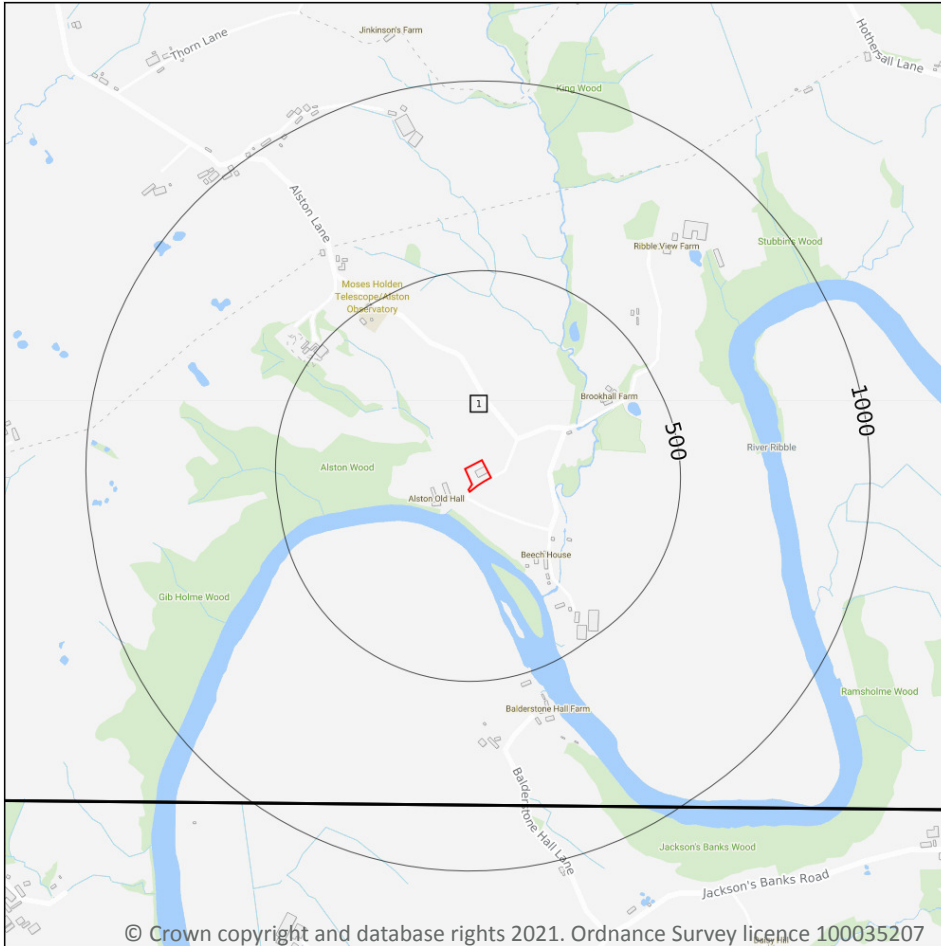 Jinkinson's Farm
Thorn Lane
Hothersall Lane
King Wood
Alston Lane
Ribble View Farm
Stubbins Wood
Moses Holden
Telescope/Alston
Observatory
1
Brookhall Farm
1000
500
River Ribble
Alston Wood
Alston Old Hall
Beech House
Gib Holme Wood
Ramsholme Wood
Balderstone Hall Farm
Balderstone Hall Lane
Jackson's Banks Wood
Jackson's Banks Road
Daisy Hill
© Crown copyright and database rights 2021. Ordnance Survey licence 100035207